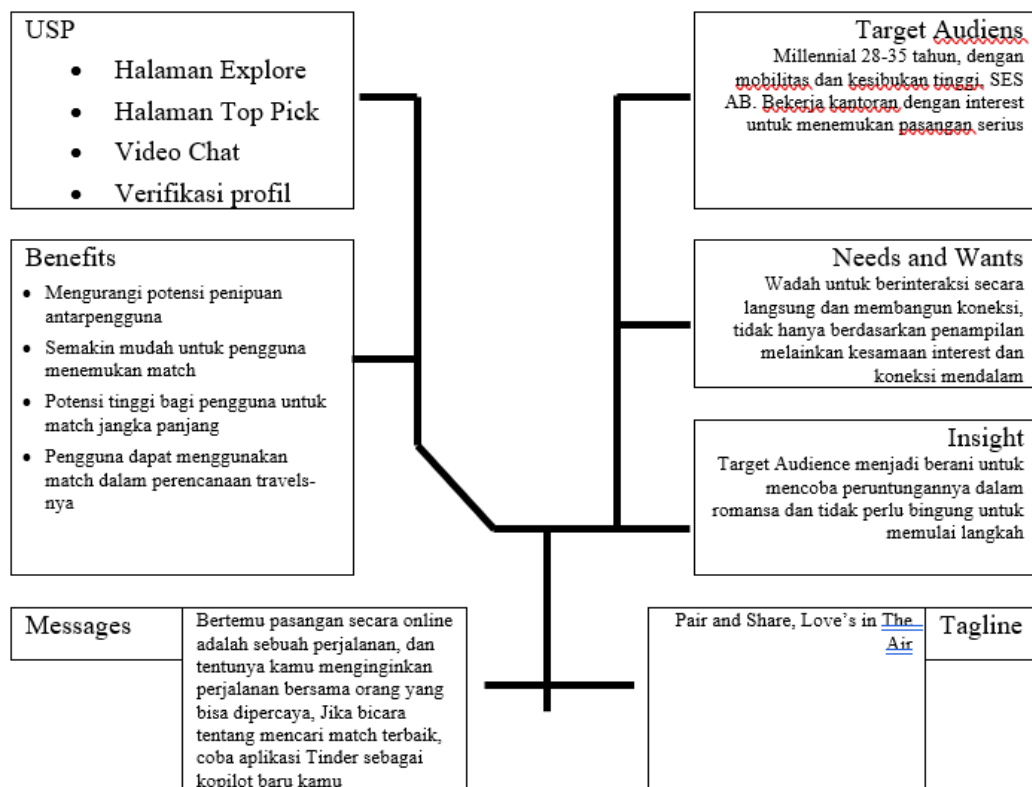 USP
• Halaman Explore
• Halaman Top Pick
• Video Chat
• Verifikasi profil
Target Audiens
Millennial 28-35 tahun, dengan
mobilitas dan kesibukan tinggi, SES
AB. Bekerja kantoran dengan interest
untuk menemukan pasangan serius
Benefits
• Mengurangi potensi penipuan
antarpengguna
• Semakin mudah untuk pengguna
menemukan match
• Potensi tinggi bagi pengguna untuk
match jangka panjang
• Pengguna dapat menggunakan
match dalam perencanaan travels-
nya
Needs and Wants
Wadah untuk berinteraksi secara
langsung dan membangun koneksi,
tidak hanya berdasarkan penampilan
melainkan kesamaan interest dan
koneksi mendalam
Insight
Target Audience menjadi berani untuk
mencoba peruntungannya dalam
romansa dan tidak perlu bingung untuk
memulai langkah
Messages
Bertemu pasangan secara online
adalah sebuah perjalanan, dan
tentunya kamu menginginkan
perjalanan bersama orang yang
bisa dipercaya, Jika bicara
tentang mencari match terbaik,
coba aplikasi Tinder sebagai
kopilot baru kamu
Pair and Share, Love’s in The
Air
Tagline